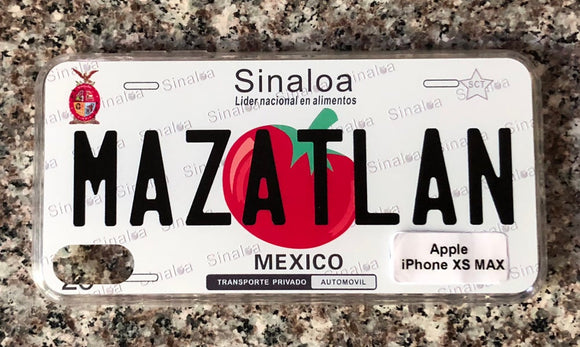 Sinaloa
SCT
Líder nacional en alimentos
MAZATLAN
MEXICO
Apple
iPhone XS MAX
TRANSPORTE PRIVADO AUTOMOVIL